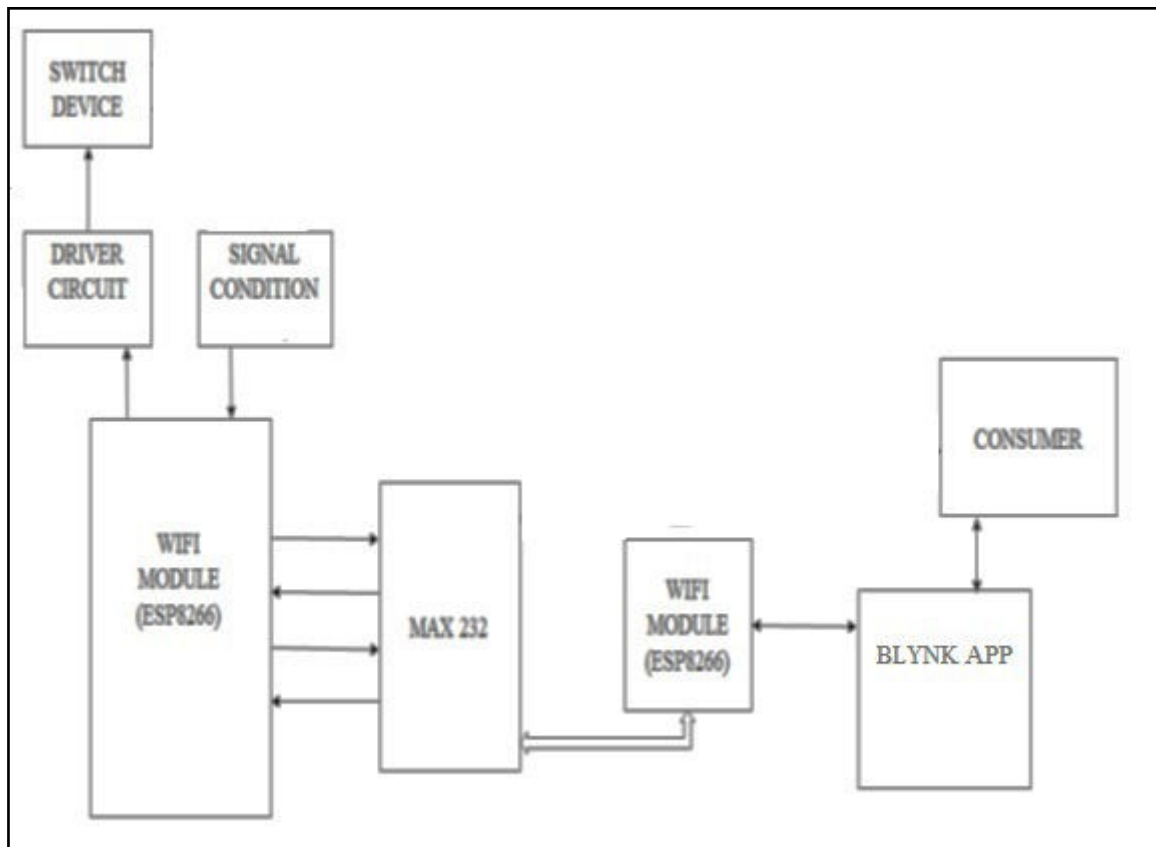 SWITCH
DEVICE
DRIVER
CIRCUIT
SIGNAL
CONDITION
WIFI
MODULE
(ESP8266)
MAX 232
WIFI
MODULE
(ESP8266)
CONSUMER
BLYNK APP